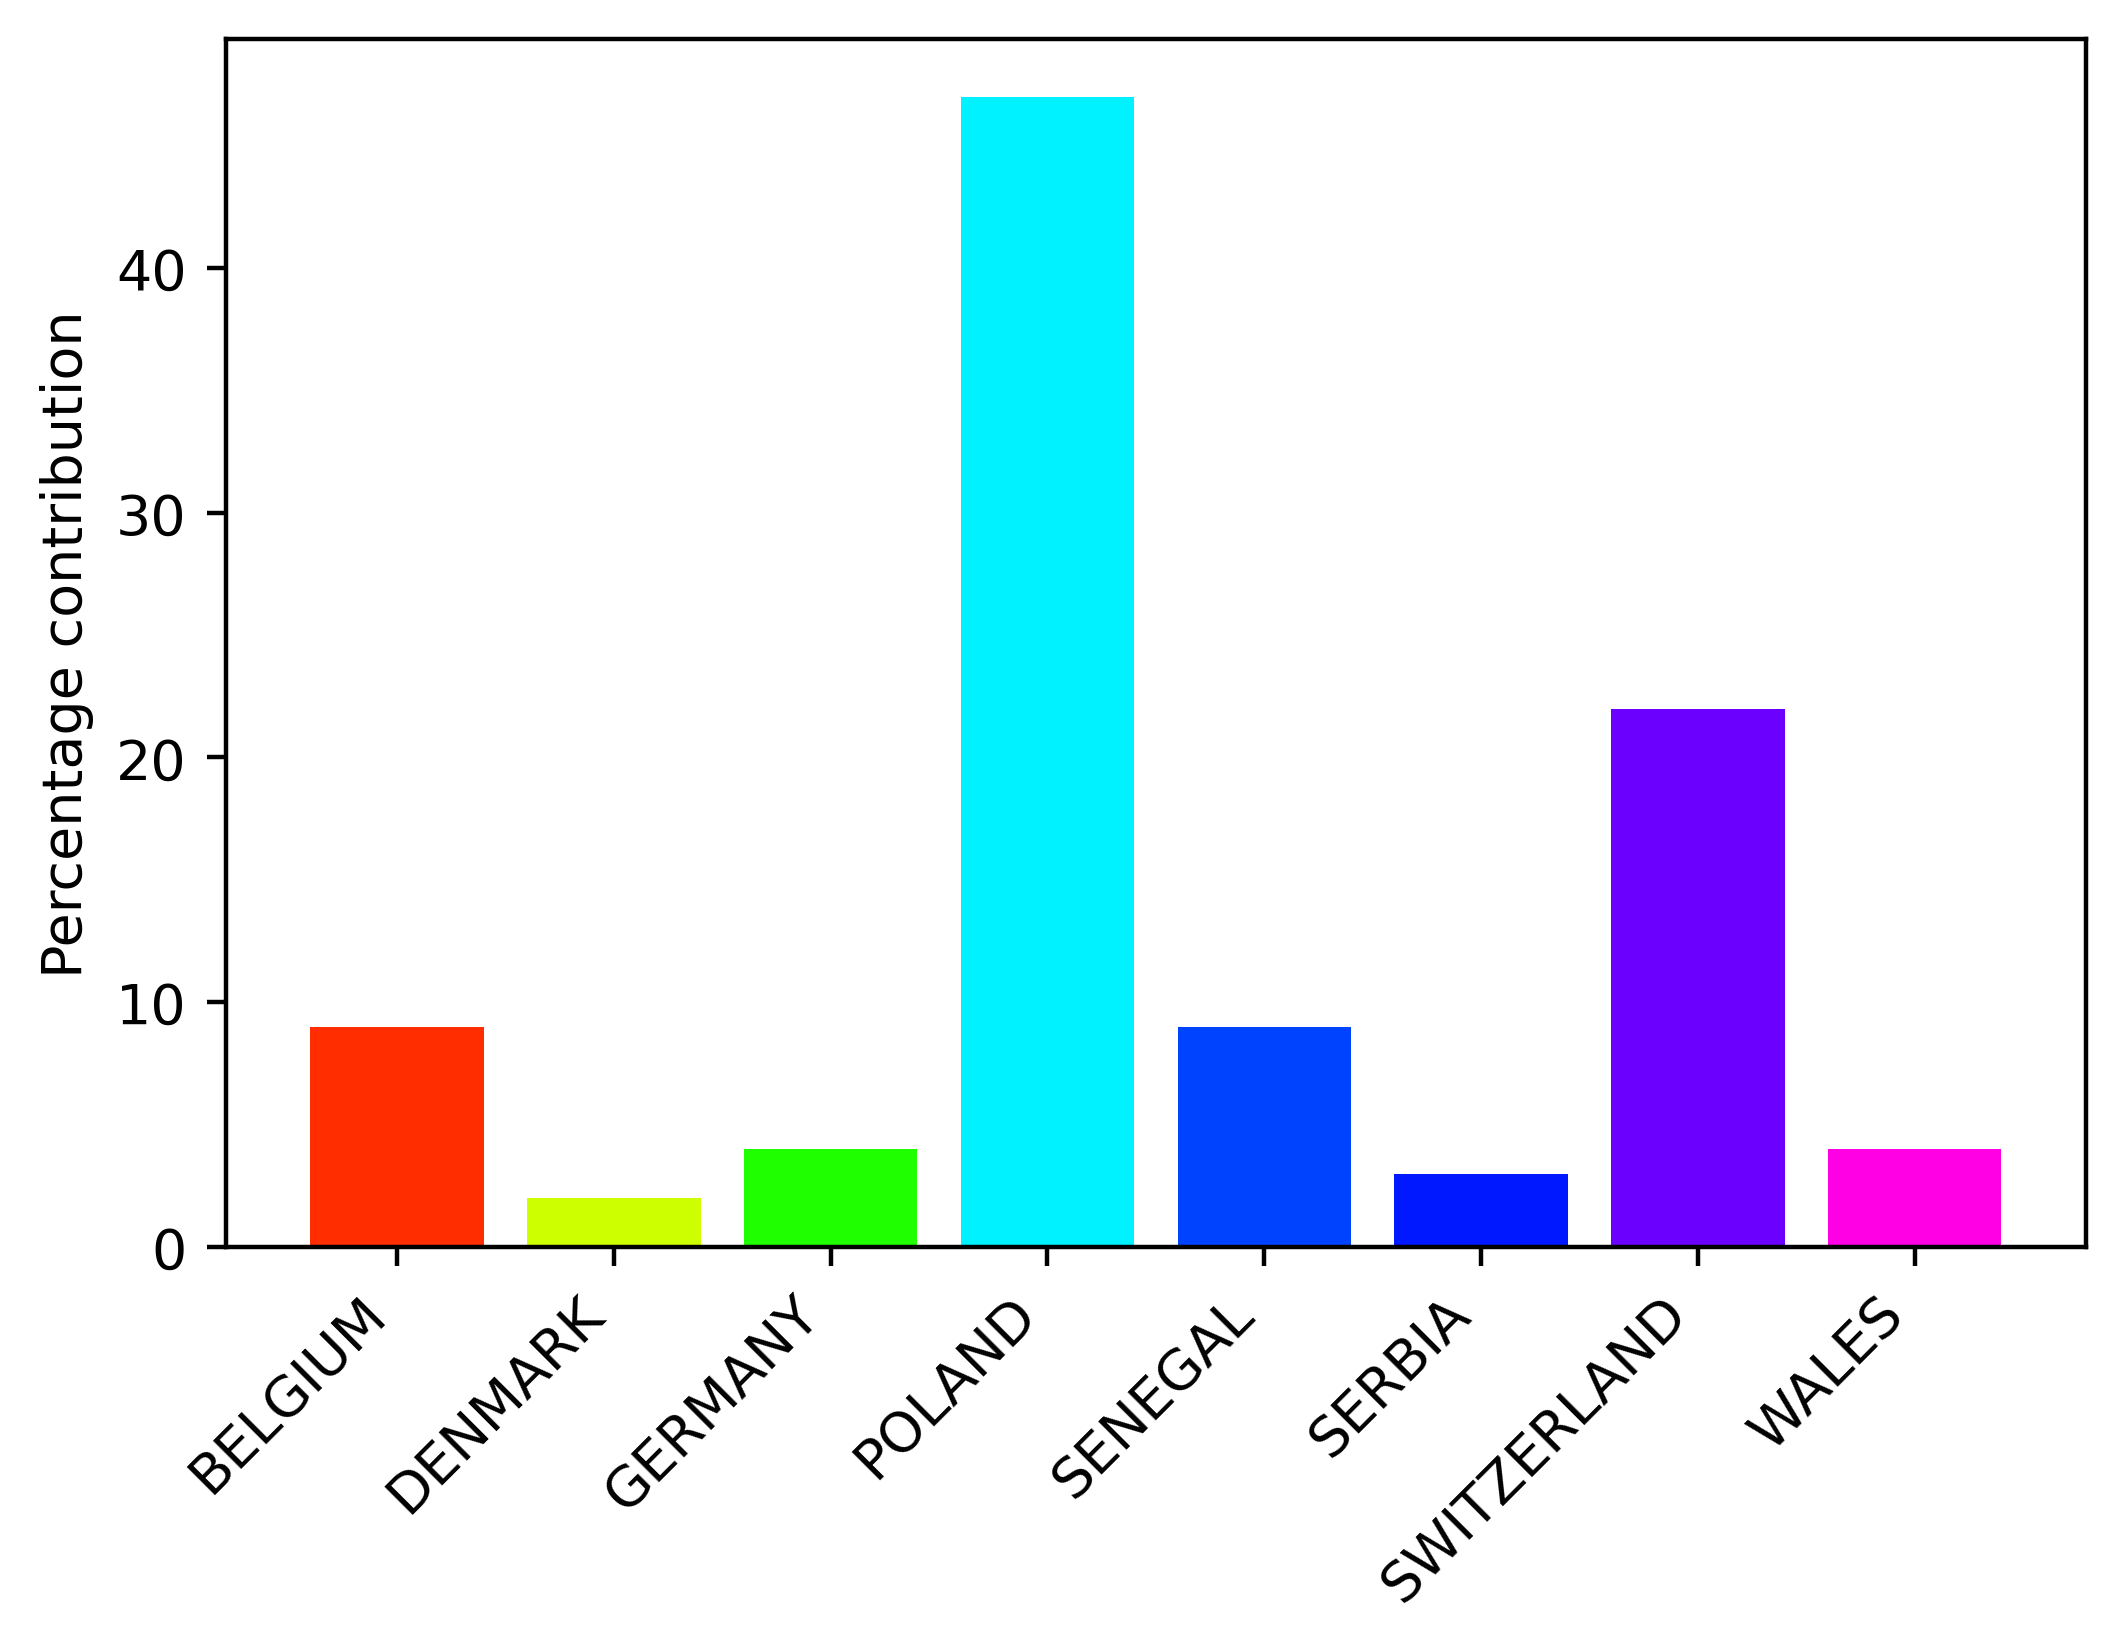 Percentage contribution
40
30
20
10
0
BELGIUM
DENMARK
GERMANY
POLAND
SENEGAL
SERBIA
SWITZERLAND
WALES